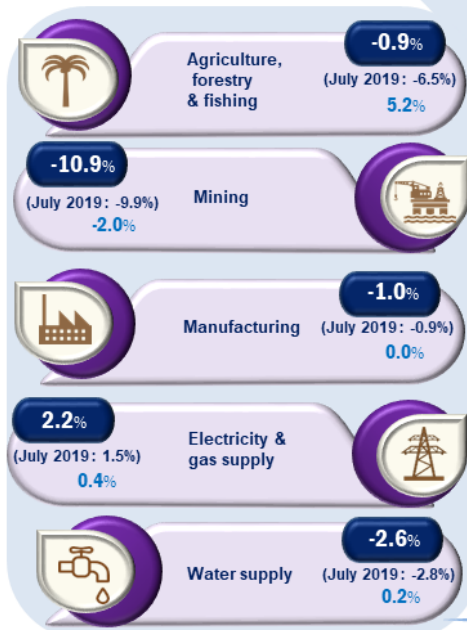 Agriculture,
forestry
& fishing
-0.9%
(July 2019: -6.5%)
5.2%
-10.9%
(July 2019: -9.9%)
-2.0%
Mining
Manufacturing
-1.0%
(July 2019: -0.9%)
0.0%
2.2%
(July 2019: 1.5%)
0.4%
Electricity &
gas supply
Water supply
-2.6%
(July 2019: -2.8%)
0.2%